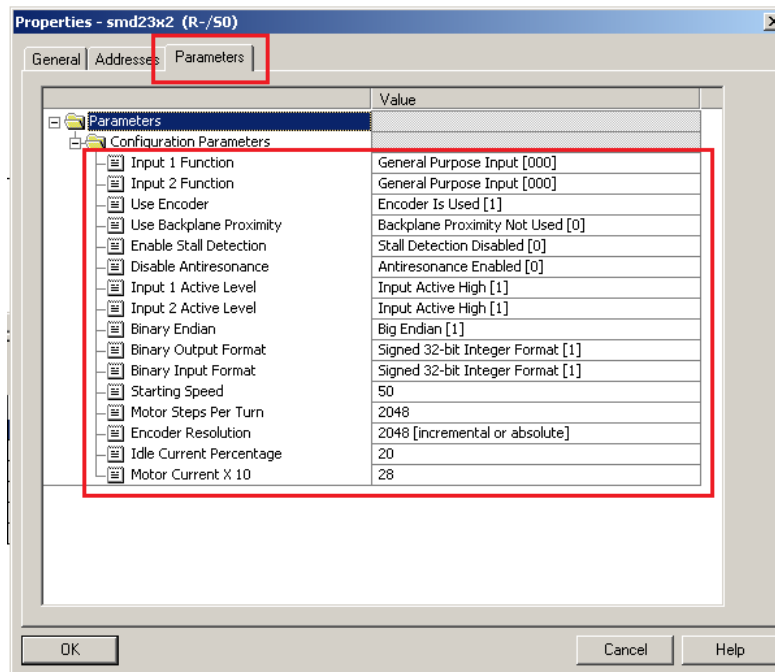 Properties - smd23x2 (R-/S0)
General Addresses Parameters
Value
Parameters
Configuration Parameters
Input 1 Function General Purpose Input [000]
Input 2 Function General Purpose Input [000]
Use Encoder Encoder Is Used [1]
Use Backplane Proximity Backplane Proximity Not Used [0]
Enable Stall Detection Stall Detection Disabled [0]
Disable Antiresonance Antiresonance Enabled [0]
Input 1 Active Level Input Active High [1]
Input 2 Active Level Input Active High [1]
Binary Endian Big Endian [1]
Binary Output Format Signed 32-bit Integer Format [1]
Binary Input Format Signed 32-bit Integer Format [1]
Starting Speed 50
Motor Steps Per Turn 2048
Encoder Resolution 2048 [incremental or absolute]
Idle Current Percentage 20
Motor Current X 10 28
OK Cancel Help